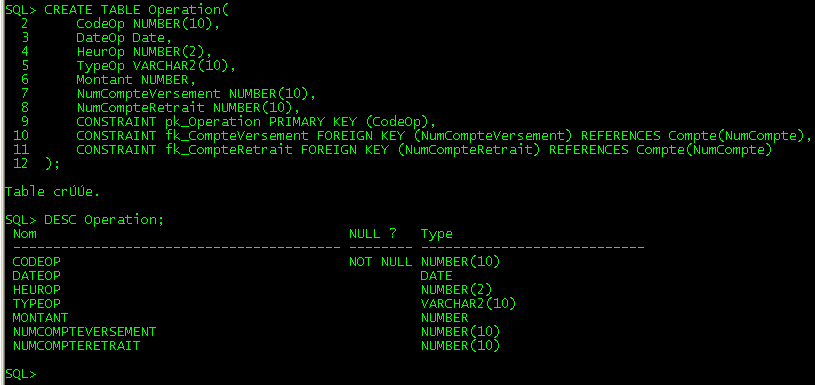 SQL> CREATE TABLE Operation(
  2      CodeOp NUMBER(10),
  3      DateOp Date,
  4      HeurOp NUMBER(2),
  5      TypeOp VARCHAR2(10),
  6      Montant NUMBER,
  7      NumCompteVersement NUMBER(10),
  8      NumCompteRetrait NUMBER(10),
  9      CONSTRAINT pk_Operation PRIMARY KEY (CodeOp),
 10      CONSTRAINT fk_CompteVersement FOREIGN KEY (NumCompteVersement) REFERENCES Compte(NumCompte),
 11      CONSTRAINT fk_CompteRetrait FOREIGN KEY (NumCompteRetrait) REFERENCES Compte(NumCompte)
 12  );
Table crÚÚe.
SQL> DESC Operation;
 Nom                                       NULL ?   Type
 ----------------------------------------- -------- ----------------------------
 CODEOP                                    NOT NULL NUMBER(10)
 DATEOP                                             DATE
 HEUROP                                             NUMBER(2)
 TYPEOP                                             VARCHAR2(10)
 MONTANT                                            NUMBER
 NUMCOMPTEVERSEMENT                                 NUMBER(10)
 NUMCOMPTERETRAIT                                   NUMBER(10)
SQL>